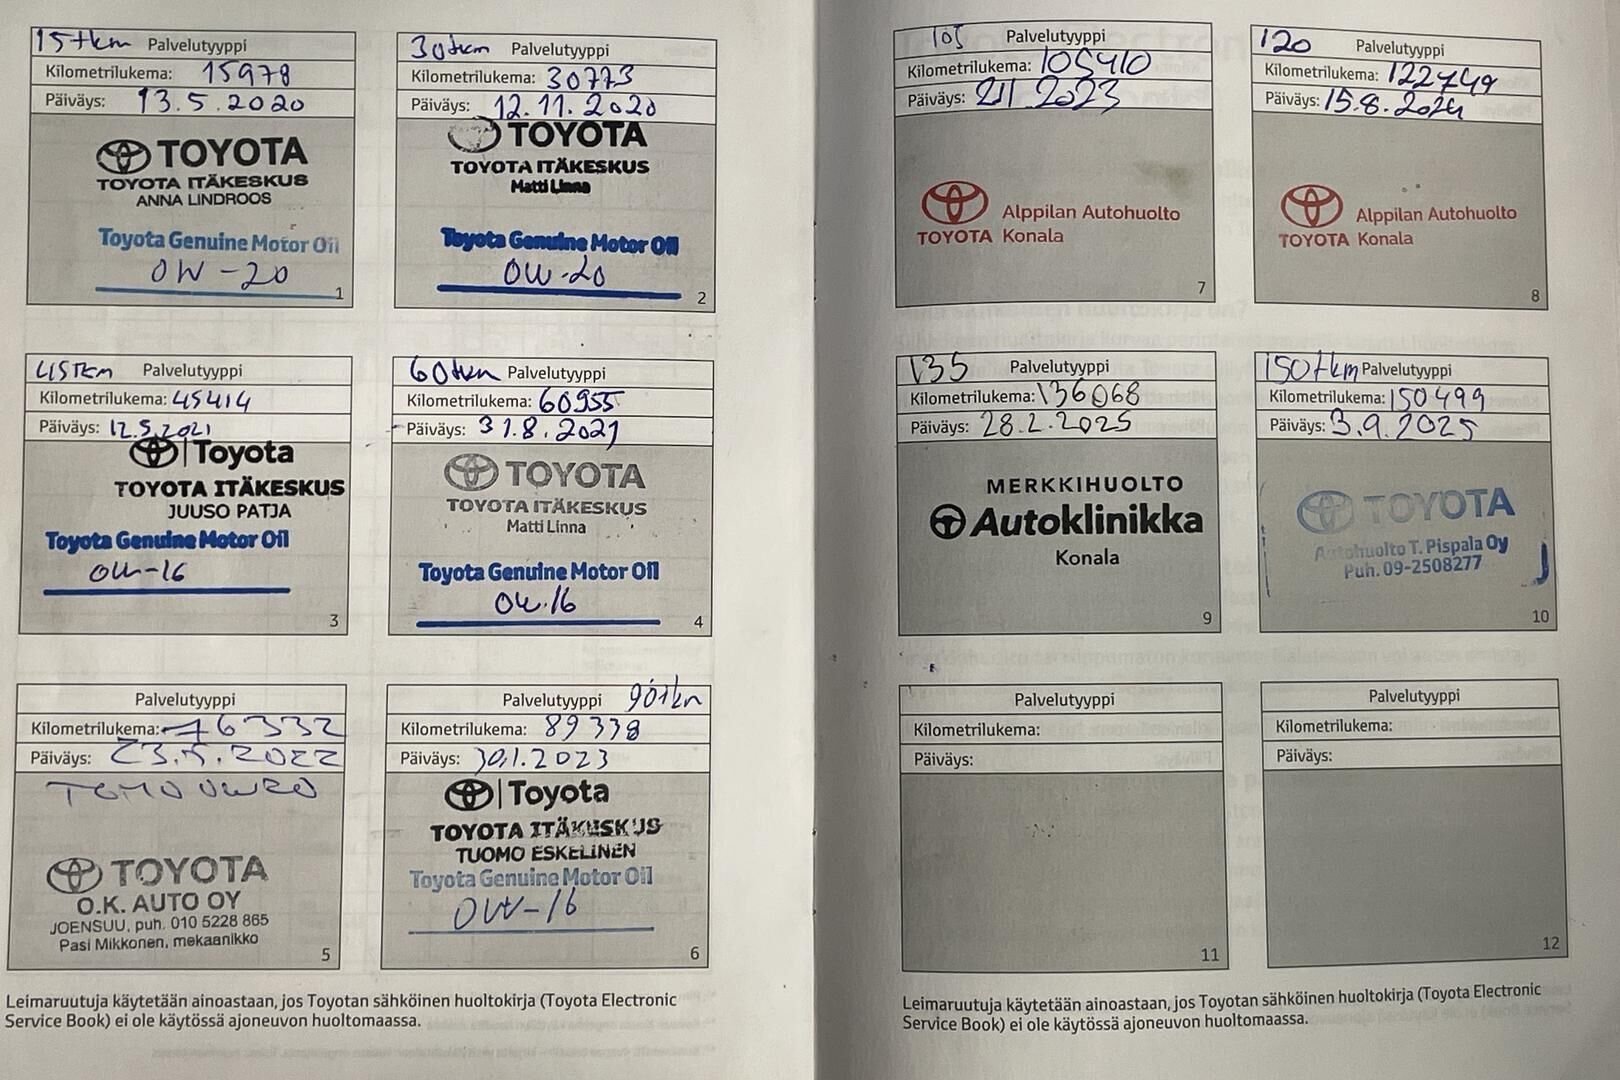 15tkm Palvelutyyppi
Kilometrilukema: 15978
Päiväys: 13.5.2020
TOYOTA
TOYOTA ITÄKESKUS
ANNA LINDROOS
Toyota Genuine Motor Oil
0W-20
1
30tkm Palvelutyyppi
Kilometrilukema: 30773
Päiväys: 12.11.2020
TOYOTA
TOYOTA ITÄKESKUS
Matti Linna
Toyota Genuine Motor Oil
0W-20
2
45tkm Palvelutyyppi
Kilometrilukema: 45414
Päiväys: 12.5.2021
Toyota
TOYOTA ITÄKESKUS
JUUSO PATJA
Toyota Genuine Motor Oil
0W-16
3
60tkm Palvelutyyppi
Kilometrilukema: 60955
Päiväys: 31.8.2021
TOYOTA
TOYOTA ITÄKESKUS
Matti Linna
Toyota Genuine Motor Oil
0W-16
4
Palvelutyyppi
Kilometrilukema: 76332
Päiväys: 23.5.2022
0W20
TOYOTA
O.K. AUTO OY
JOENSUU, puh. 010 5228 865
Pasi Mikkonen, mekaanikko
5
Palvelutyyppi 90tkm
Kilometrilukema: 89338
Päiväys: 30.1.2023
Toyota
TOYOTA ITÄKESKUS
TUOMO ESKELINEN
Toyota Genuine Motor Oil
0W-16
6
Leimaruutuja käytetään ainoastaan, jos Toyotan sähköinen huoltokirja (Toyota Electronic
Service Book) ei ole käytössä ajoneuvon huoltomaassa.
105 Palvelutyyppi
Kilometrilukema: 105410
Päiväys: 2023
Alppilan Autohuolto
TOYOTA Konala
7
120 Palvelutyyppi
Kilometrilukema: 122749
Päiväys: 15.8.2024
Alppilan Autohuolto
TOYOTA Konala
8
135 Palvelutyyppi
Kilometrilukema: 136068
Päiväys: 28.2.2025
MERKKIHUOLTO
Autoklinikka
Konala
9
150tkm Palvelutyyppi
Kilometrilukema: 150499
Päiväys: 3.9.2025
TOYOTA
Autohuolto T. Pispala Oy
Puh. 09-2508277
10
Palvelutyyppi
Kilometrilukema:
Päiväys:
11
Palvelutyyppi
Kilometrilukema:
Päiväys:
12
Leimaruutuja käytetään ainoastaan, jos Toyotan sähköinen huoltokirja (Toyota Electronic
Service Book) ei ole käytössä ajoneuvon huoltomaassa.